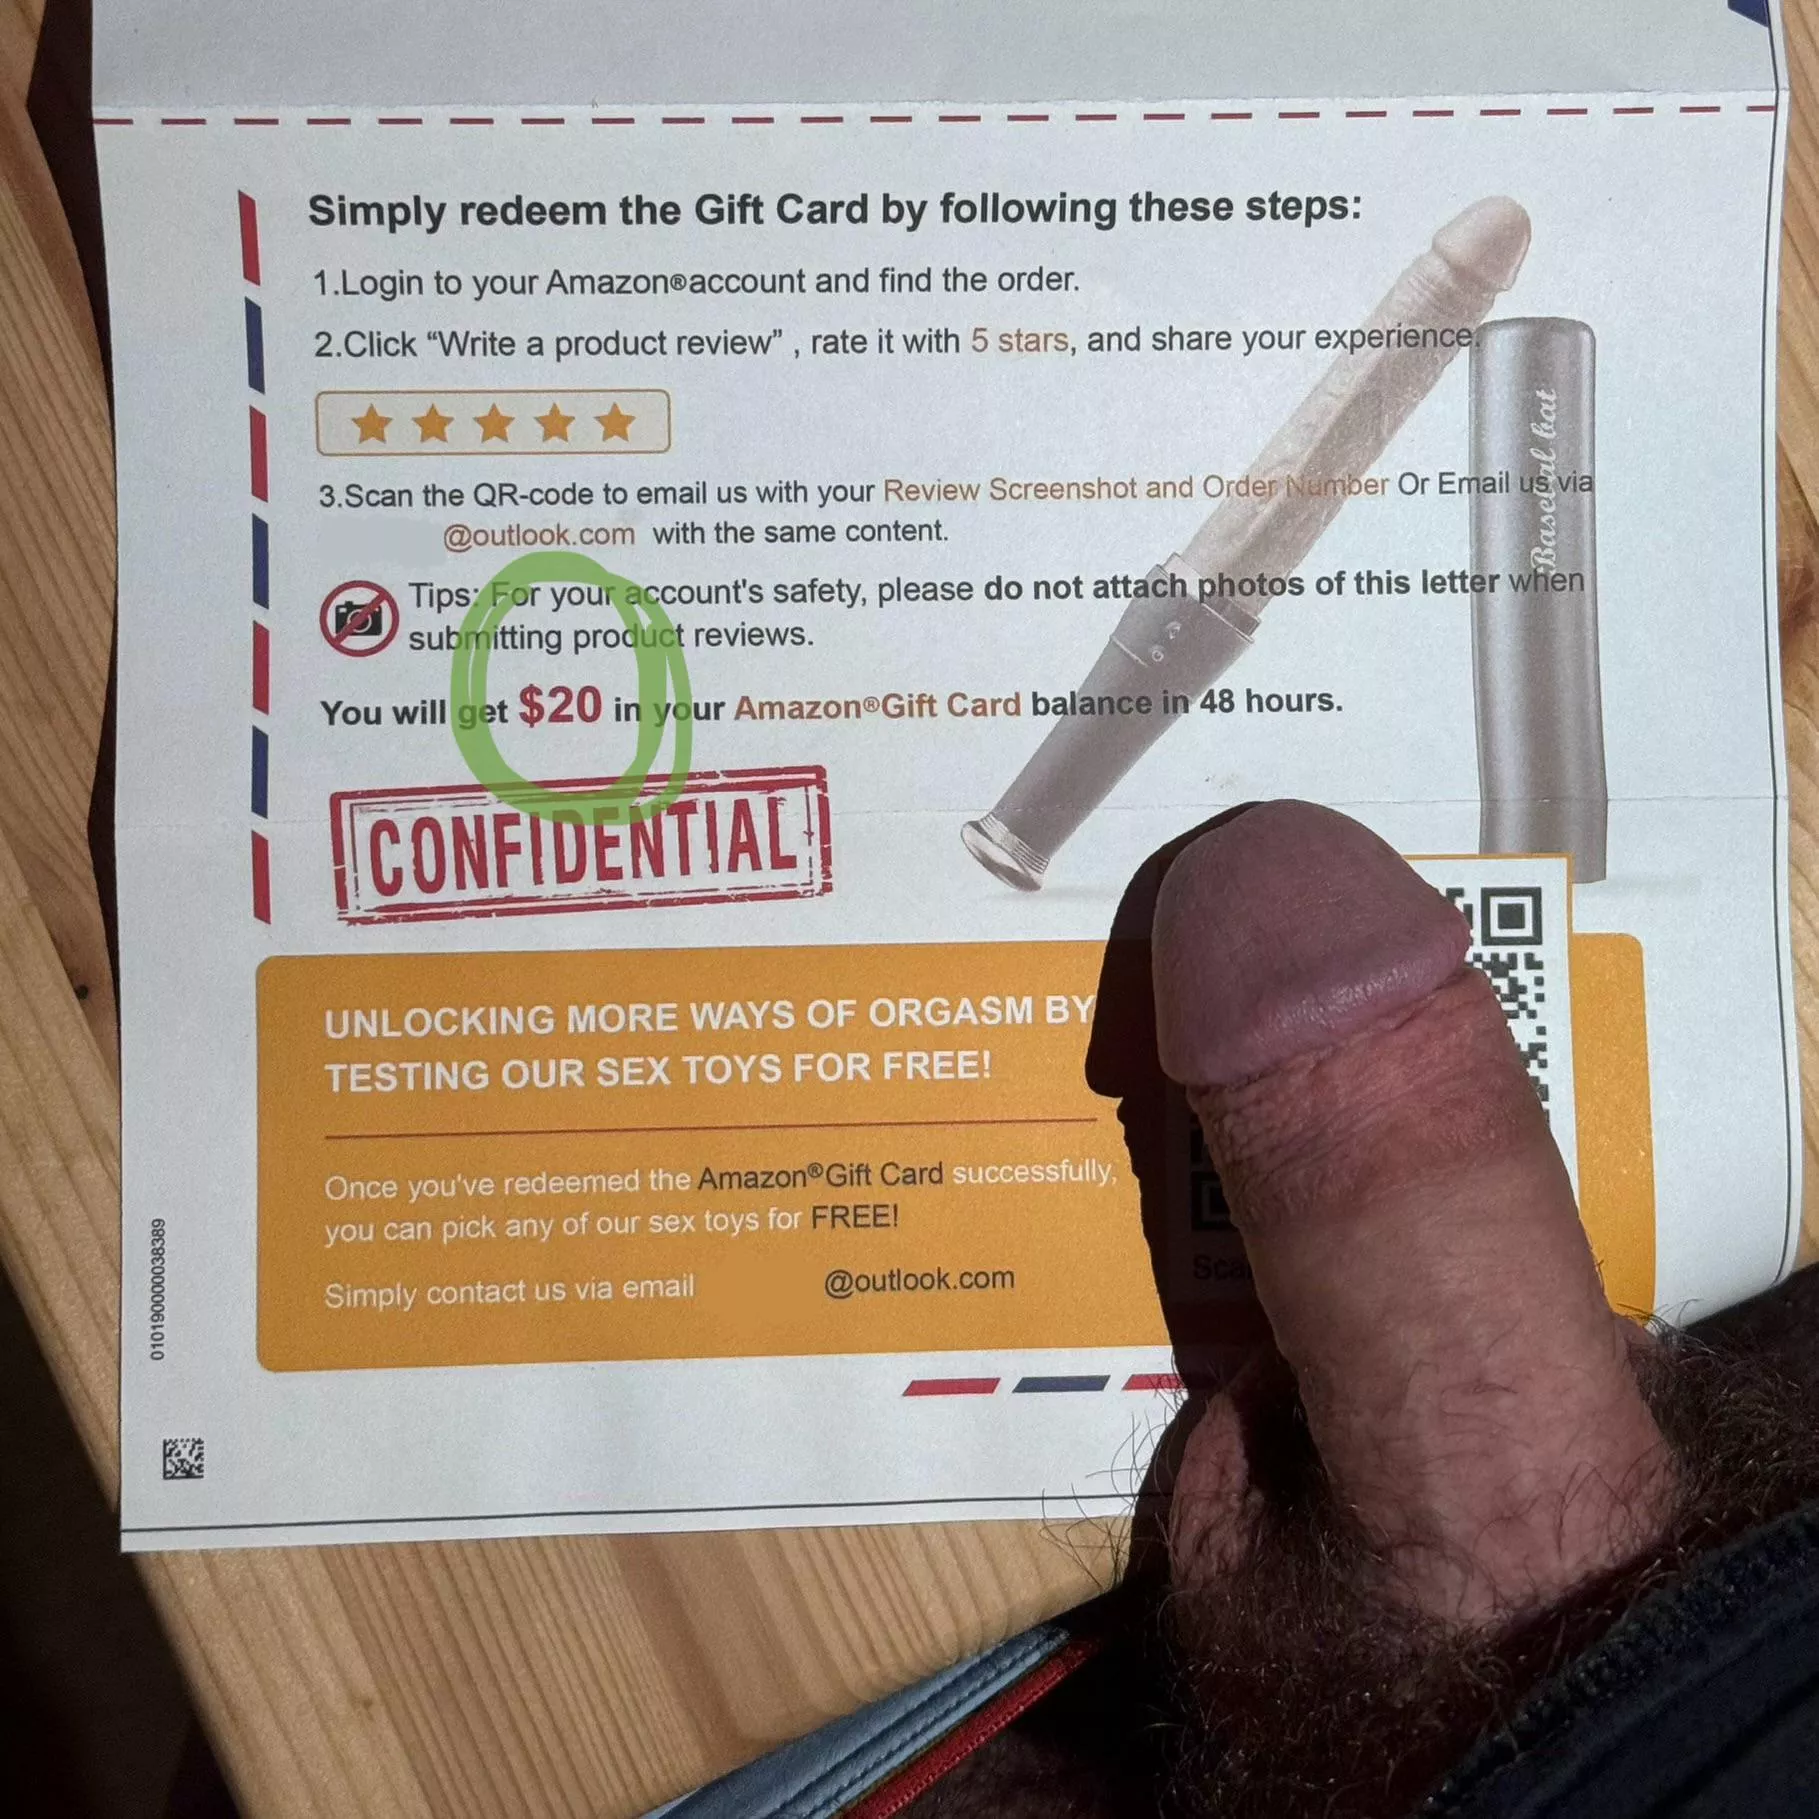 Simply redeem the Gift Card by following these steps:
1.Login to your Amazon®account and find the order.
2.Click “Write a product review” , rate it with 5 stars, and share your experience.
Baseball bat
3.Scan the QR-code to email us with your Review Screenshot and Order Number Or Email us via
@outlook.com with the same content.
Tips: For your account's safety, please do not attach photos of this letter when
submitting product reviews.
You will get $20 in your Amazon®Gift Card balance in 48 hours.
CONFIDENTIAL
UNLOCKING MORE WAYS OF ORGASM BY
TESTING OUR SEX TOYS FOR FREE!
Once you've redeemed the Amazon®Gift Card successfully,
you can pick any of our sex toys for FREE!
Simply contact us via email @outlook.com
010190000038389